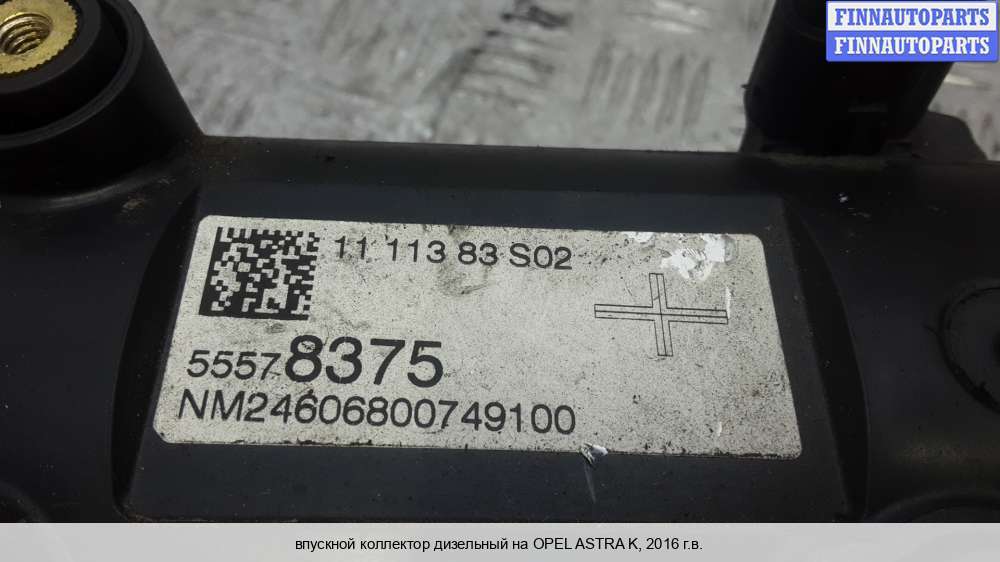 FINNAUTOPARTS
FINNAUTOPARTS
11 113 83 S02
55578375
NM24606800749100
впускной коллектор дизельный на OPEL ASTRA K, 2016 г.в.